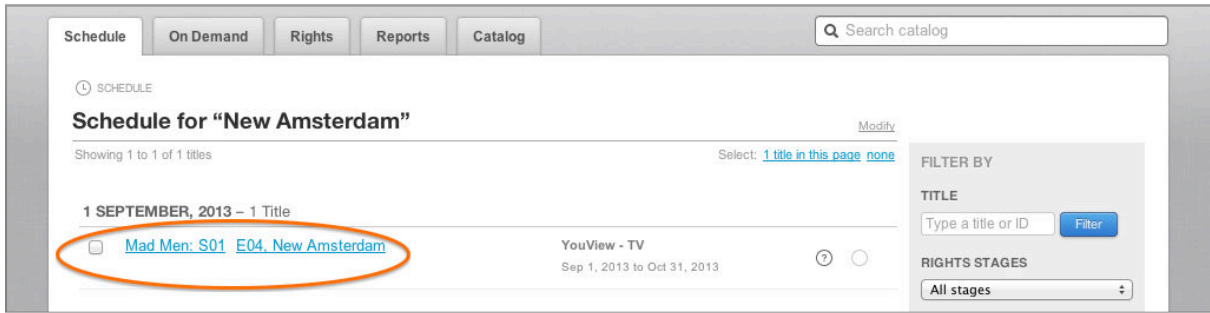 Schedule On Demand Rights Reports Catalog Search catalog
SCHEDULE
Schedule for “New Amsterdam”
Modify
Showing 1 to 1 of 1 titles
Select: 1 title in this page none
1 SEPTEMBER, 2013 – 1 Title
Mad Men: S01 E04, New Amsterdam
YouView - TV
Sep 1, 2013 to Oct 31, 2013
?
FILTER BY
TITLE
Type a title or ID Filter
RIGHTS STAGES
All stages